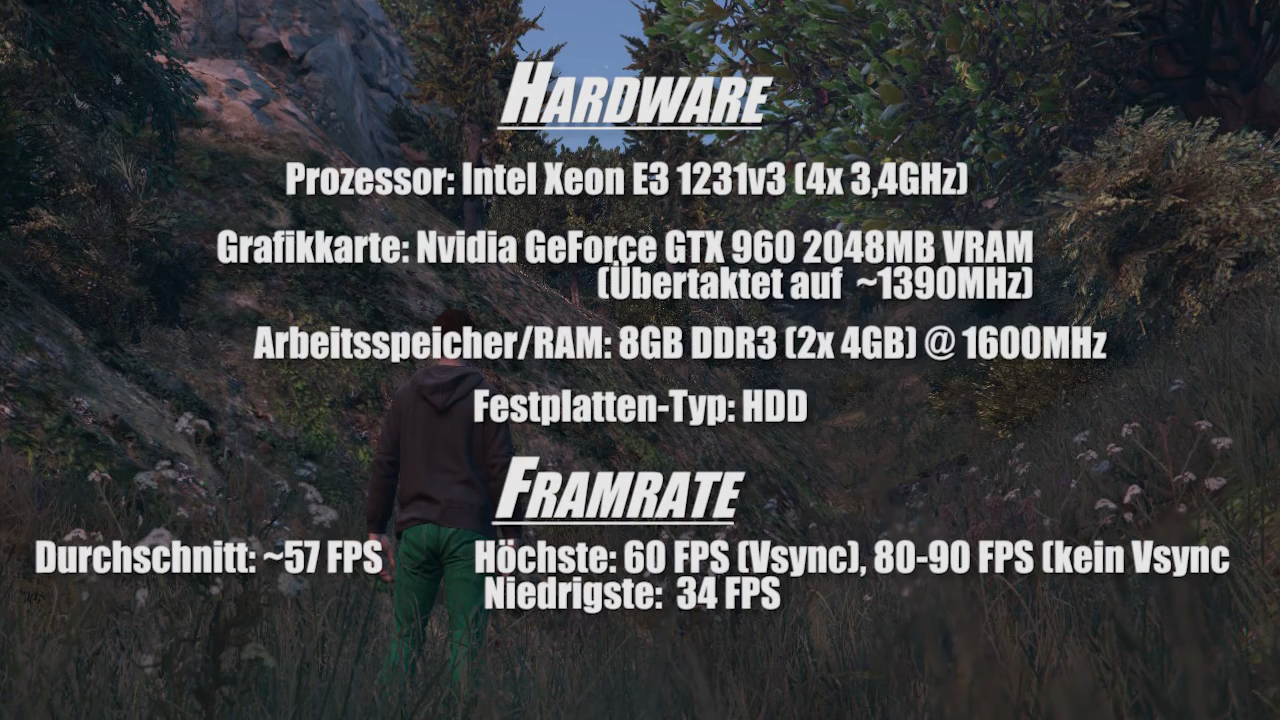 HARDWARE
Prozessor: Intel Xeon E3 1231v3 (4x 3,4GHz)
Grafikkarte: Nvidia GeForce GTX 960 2048MB VRAM
(Übertaktet auf ~1390MHz)
Arbeitsspeicher/RAM: 8GB DDR3 (2x 4GB) @ 1600MHz
Festplatten-Typ: HDD
FRAMRATE
Durchschnitt: ~57 FPS
Höchste: 60 FPS (Vsync), 80-90 FPS (kein Vsync
Niedrigste: 34 FPS